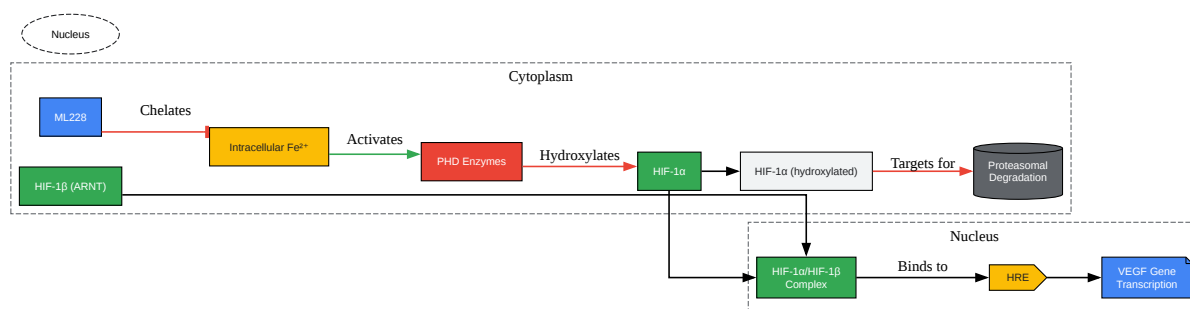 Nucleus
Cytoplasm
ML228
Chelates
Intracellular Fe²⁺
Activates
PHD Enzymes
Hydroxylates
HIF-1α
HIF-1α (hydroxylated)
Targets for
Proteasomal
Degradation
HIF-1β (ARNT)
Nucleus
HIF-1α/HIF-1β
Complex
Binds to
HRE
VEGF Gene
Transcription